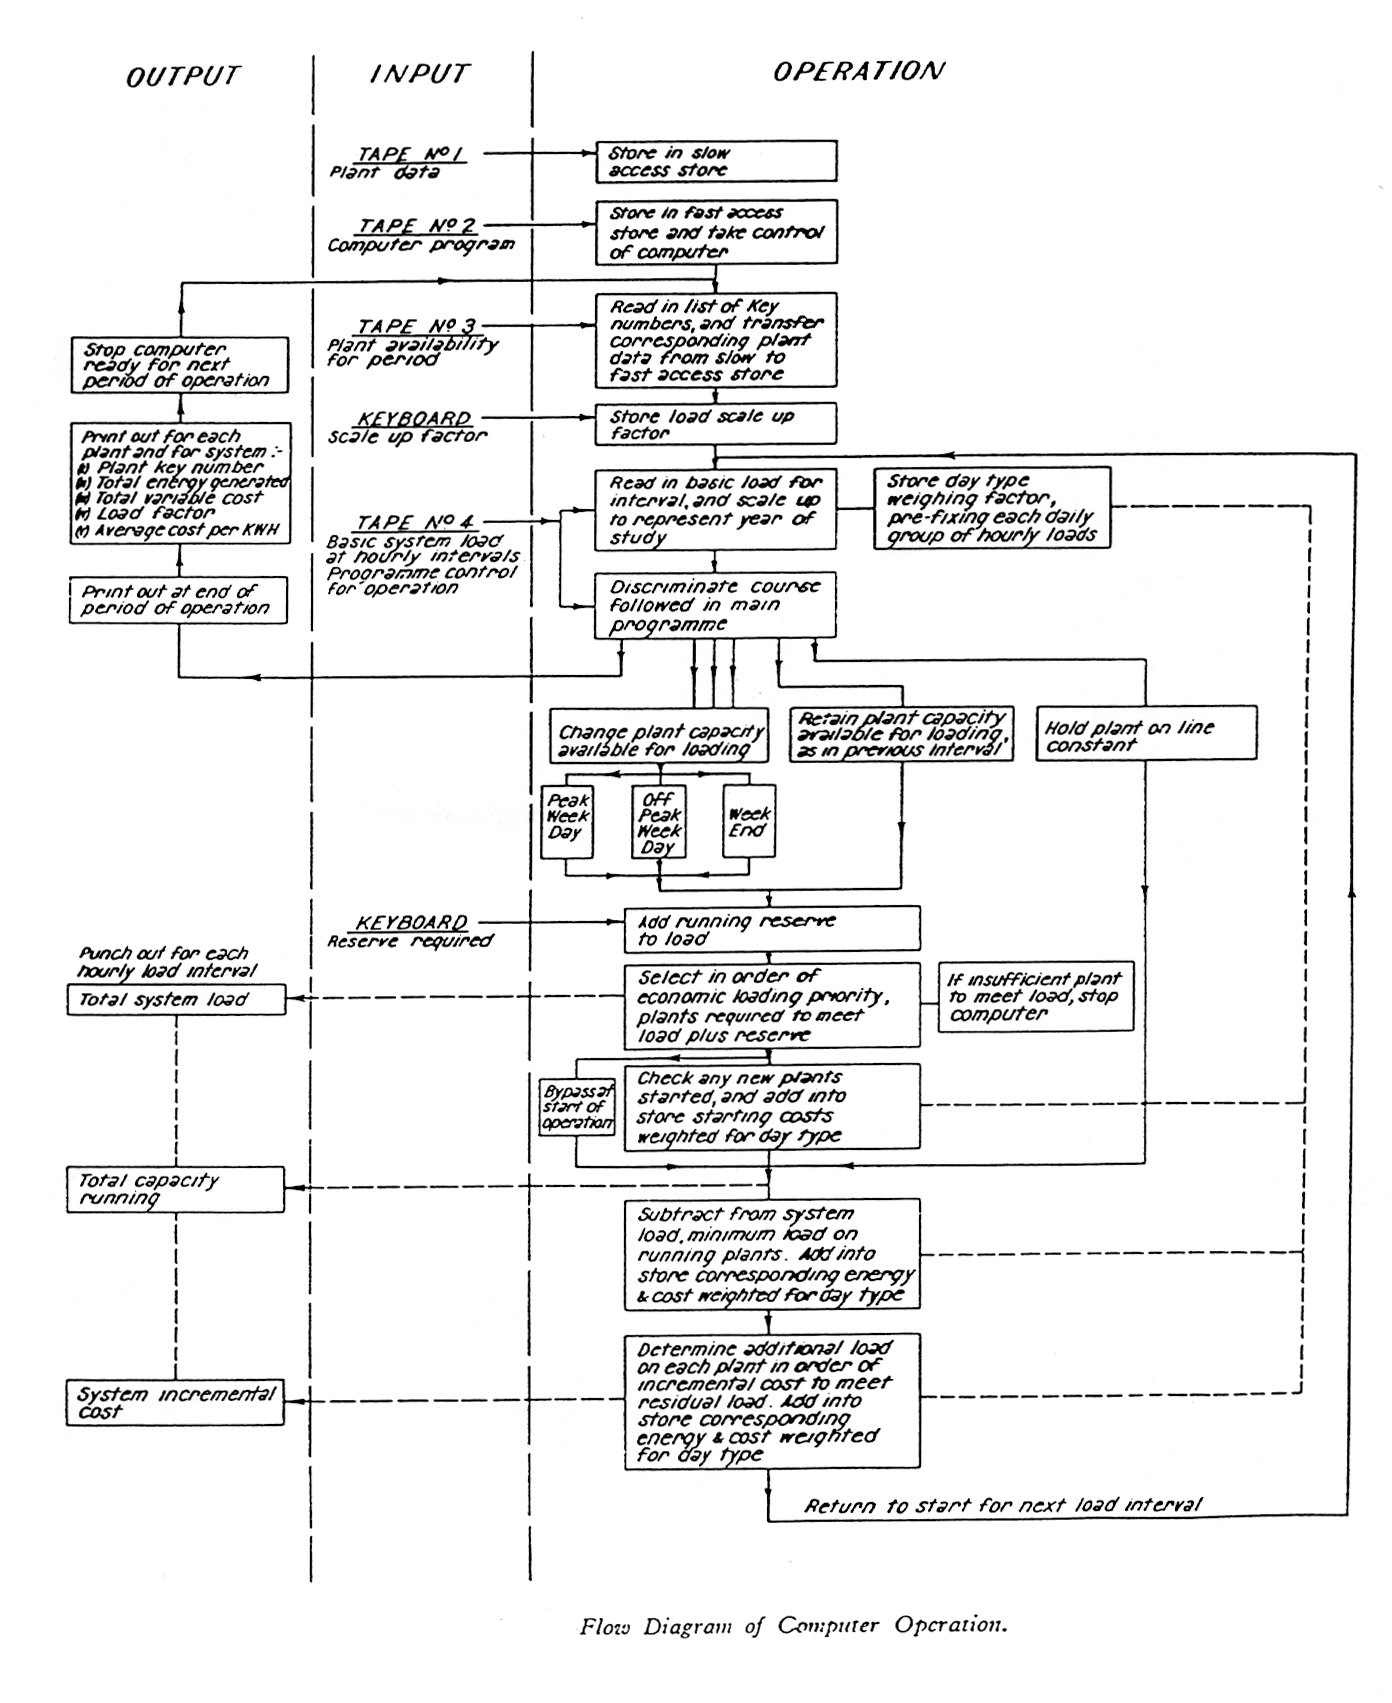 OUTPUT
INPUT
OPERATION
TAPE Nº 1
Plant data
Store in slow
access store
TAPE Nº 2
Computer program
Store in fast access
store and take control
of computer
TAPE Nº 3
Plant availability
for period
Read in list of Key
numbers, and transfer
corresponding plant
data from slow to
fast access store
Stop computer
ready for next
period of operation
KEYBOARD
Scale up factor
Store load scale up
factor
Print out for each
plant and for system :-
(i) Plant key number
(ii) Total energy generated
(iii) Total variable cost
(iv) Load factor
(v) Average cost per KWH
Read in basic load for
interval, and scale up
to represent year of
study
Store day type
weighing factor,
pre-fixing each daily
group of hourly loads
TAPE Nº 4
Basic system load
at hourly intervals
Programme control
for operation
Print out at end of
period of operation
Discriminate course
followed in main
programme
Change plant capacity
available for loading
Retain plant capacity
available for loading,
as in previous interval
Hold plant on line
constant
Peak
Week
Day
Off
Peak
Week
Day
Week
End
KEYBOARD
Reserve required
Add running reserve
to load
Punch out for each
hourly load interval
Total system load
Select in order of
economic loading priority,
plants required to meet
load plus reserve
If insufficient plant
to meet load, stop
computer
Bypass at
start of
operation
Check any new plants
started, and add into
store starting costs
weighted for day type
Total capacity
running
Subtract from system
load, minimum load on
running plants. Add into
store corresponding energy
& cost weighted for day type
System incremental
cost
Determine additional load
on each plant in order of
incremental cost to meet
residual load. Add into
store corresponding
energy & cost weighted
for day type
Return to start for next load interval
Flow Diagram of Computer Operation.